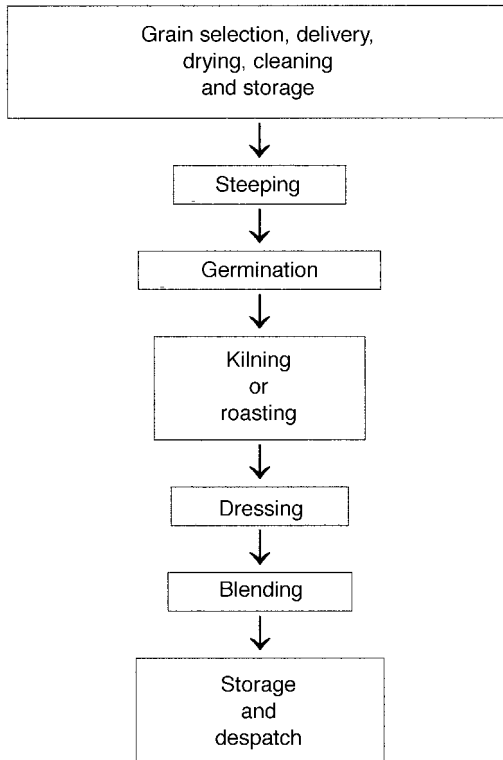 Grain selection, delivery,
drying, cleaning
and storage
Steeping
Germination
Kilning
or
roasting
Dressing
Blending
Storage
and
despatch